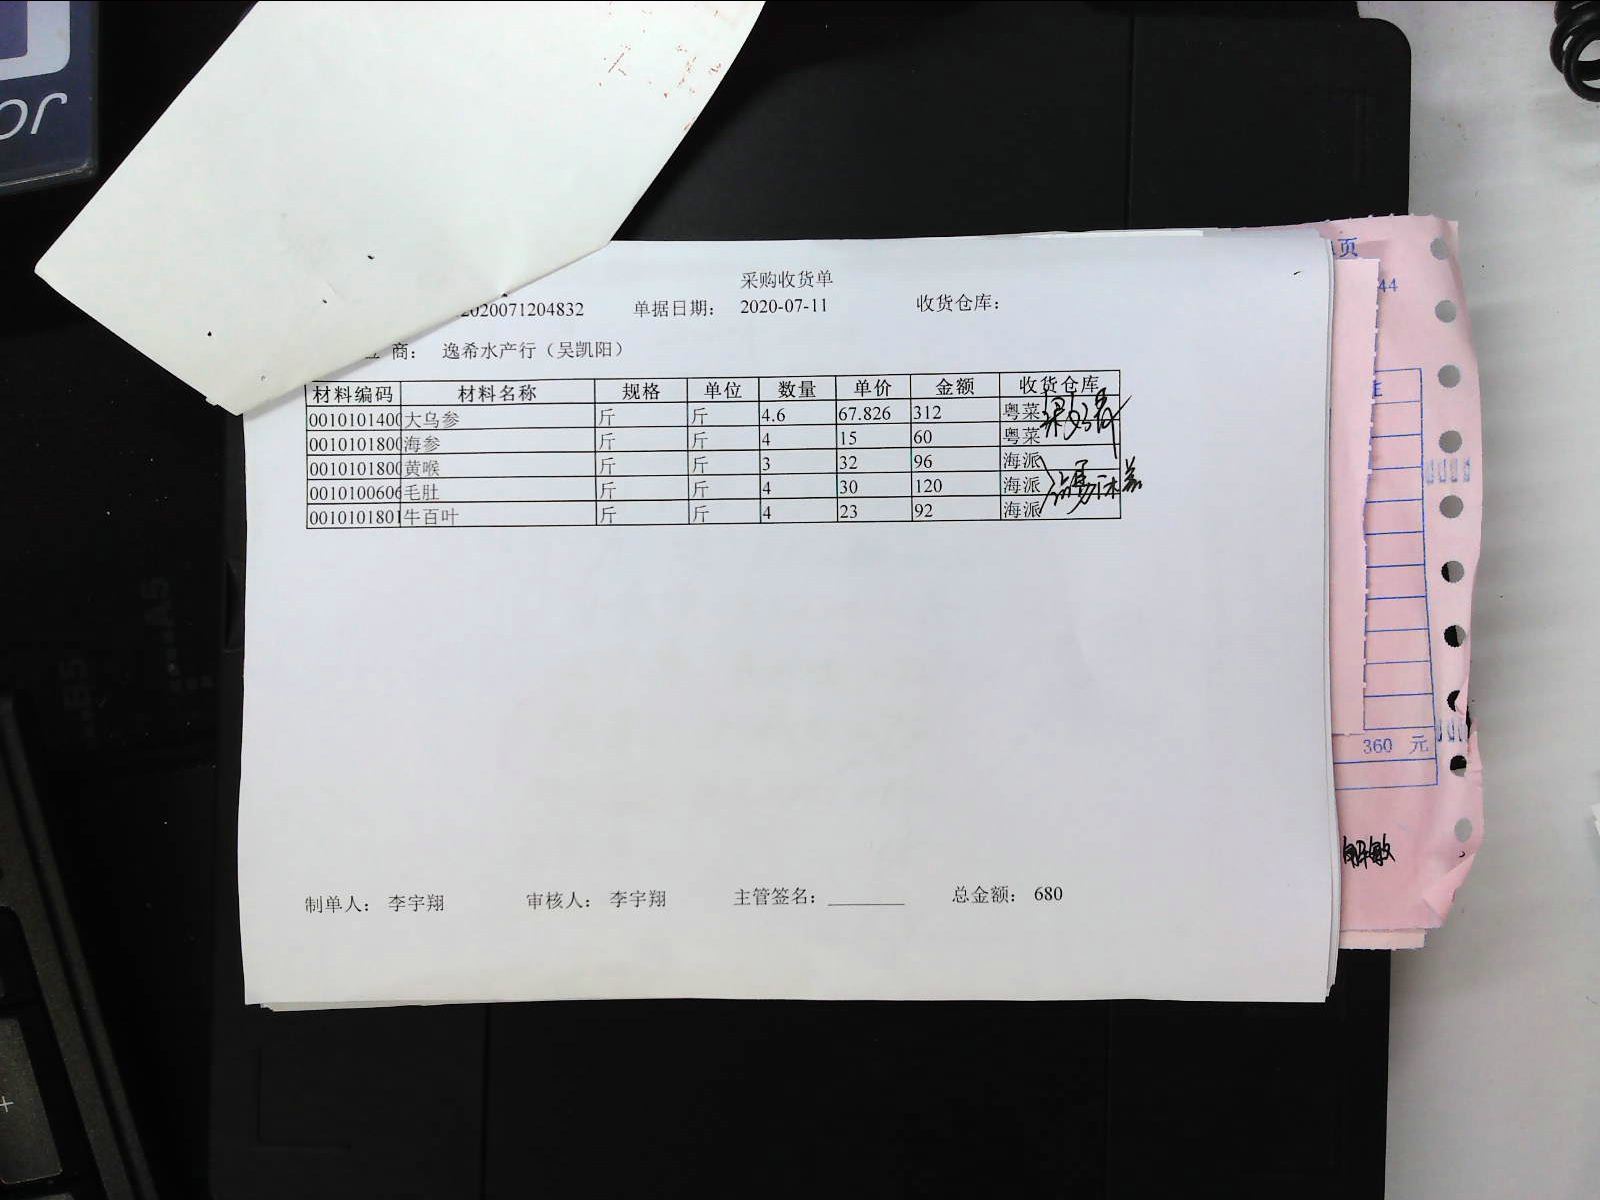 or
采购收货单
2020071204832 单据日期： 2020-07-11 收货仓库：
商： 逸希水产行（吴凯阳）
材料编码 材料名称 规格 单位 数量 单价 金额 收货仓库
0010101400 大乌参 斤 斤 4.6 67.826 312 粤菜
0010101800 海参 斤 斤 4 15 60 粤菜
0010101800 黄喉 斤 斤 3 32 96 海派
0010100606 毛肚 斤 斤 4 30 120 海派
0010101801 牛百叶 斤 斤 4 23 92 海派
制单人： 李宇翔 审核人： 李宇翔 主管签名：________ 总金额： 680
页
44
360 元
A5
B5
+